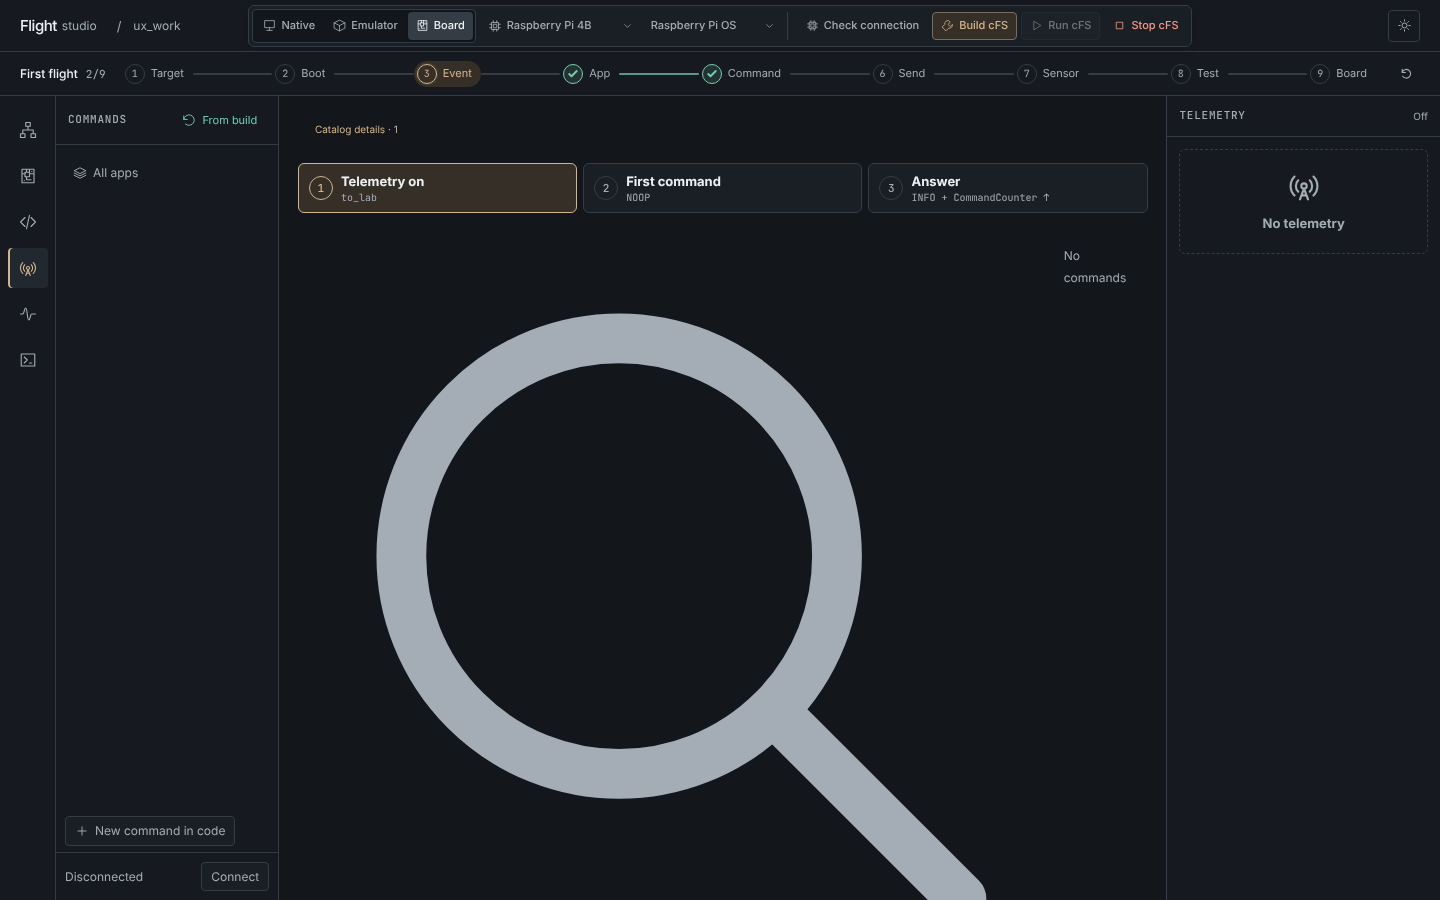 Flight studio / ux_work
Native Emulator Board Raspberry Pi 4B Raspberry Pi OS Check connection Build cFS Run cFS Stop cFS
First flight 2/9 1 Target 2 Boot 3 Event App Command 6 Send 7 Sensor 8 Test 9 Board
COMMANDS From build
All apps
New command in code
Disconnected Connect
Catalog details · 1
1 Telemetry on
to_lab
2 First command
NOOP
3 Answer
INFO + CommandCounter ↑
No
commands
TELEMETRY Off
No telemetry